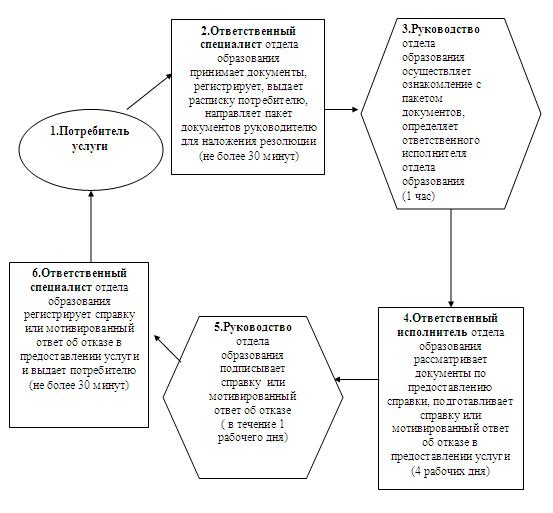 1.Потребитель
услуги
2.Ответственный
специалист отдела
образования
принимает документы,
регистрирует, выдает
расписку потребителю,
направляет пакет
документов руководителю
для наложения резолюции
(не более 30 минут)
3.Руководство
отдела
образования
осуществляет
ознакомление с
пакетом
документов,
определяет
ответственного
исполнителя
отдела
образования
(1 час)
4.Ответственный
исполнитель отдела
образования
рассматривает
документы по
предоставлению
справки, подготавливает
справку или
мотивированный ответ
об отказе в
предоставлении услуги
(4 рабочих дня)
5.Руководство
отдела
образования
подписывает
справку или
мотивированный
ответ об отказе
( в течение 1
рабочего дня)
6.Ответственный
специалист отдела
образования
регистрирует справку
или мотивированный
ответ об отказе в
предоставлении услуги
и выдает потребителю
(не более 30 минут)